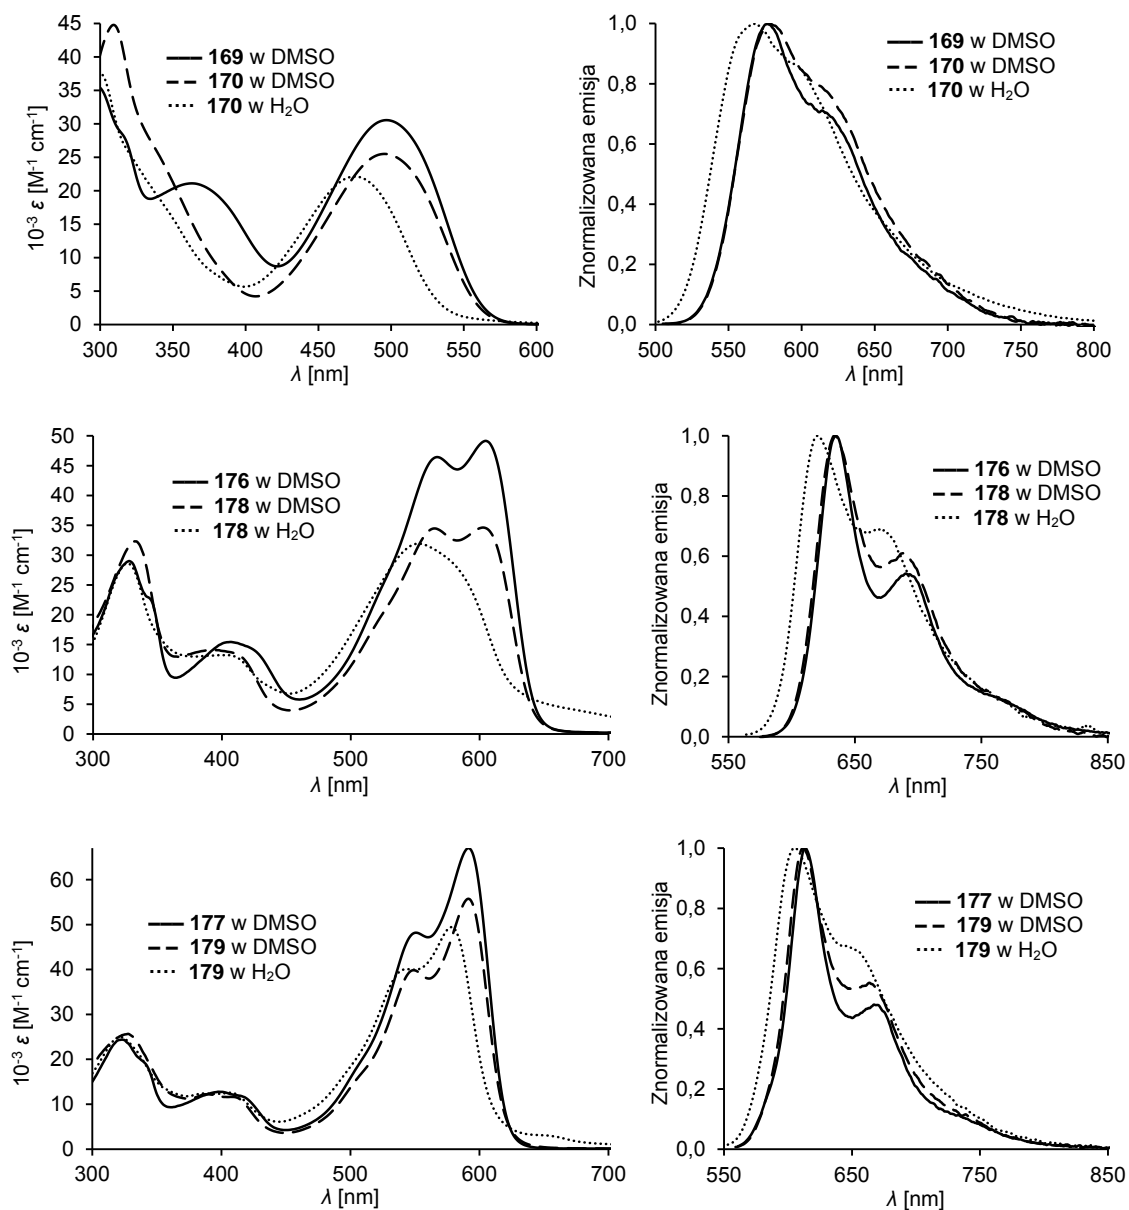 45
40
35
30
25
20
15
10
5
0
10⁻³ ε [M⁻¹ cm⁻¹]
169 w DMSO
170 w DMSO
170 w H₂O
300 350 400 450 500 550 600
λ [nm]
1,0
0,8
0,6
0,4
0,2
0,0
Znormalizowana emisja
169 w DMSO
170 w DMSO
170 w H₂O
500 550 600 650 700 750 800
λ [nm]
50
45
40
35
30
25
20
15
10
5
0
10⁻³ ε [M⁻¹ cm⁻¹]
176 w DMSO
178 w DMSO
178 w H₂O
300 400 500 600 700
λ [nm]
1,0
0,8
0,6
0,4
0,2
0,0
Znormalizowana emisja
176 w DMSO
178 w DMSO
178 w H₂O
550 650 750 850
λ [nm]
60
50
40
30
20
10
0
10⁻³ ε [M⁻¹ cm⁻¹]
177 w DMSO
179 w DMSO
179 w H₂O
300 400 500 600 700
λ [nm]
1,0
0,8
0,6
0,4
0,2
0,0
Znormalizowana emisja
177 w DMSO
179 w DMSO
179 w H₂O
550 650 750 850
λ [nm]